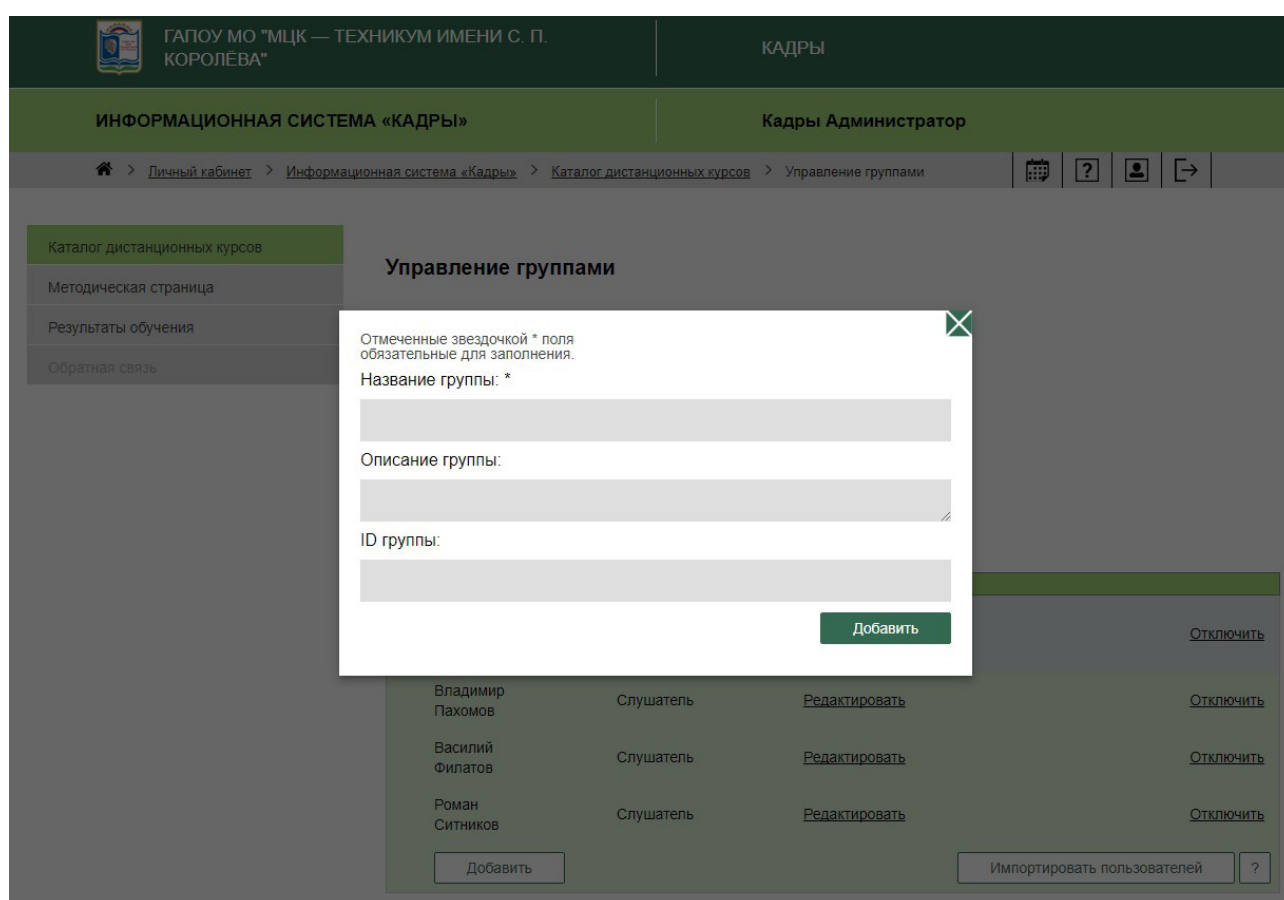 ГАПОУ МО "МЦК — ТЕХНИКУМ ИМЕНИ С. П.
КОРОЛЁВА"
КАДРЫ
ИНФОРМАЦИОННАЯ СИСТЕМА «КАДРЫ»
Кадры Администратор
> Личный кабинет > Информационная система «Кадры» > Каталог дистанционных курсов > Управление группами
?
Каталог дистанционных курсов
Методическая страница
Результаты обучения
Обратная связь
Управление группами
Отмеченные звездочкой * поля
обязательные для заполнения.
Название группы: *
Описание группы:
ID группы:
Добавить
Отключить
Владимир
Пахомов
Слушатель
Редактировать
Отключить
Василий
Филатов
Слушатель
Редактировать
Отключить
Роман
Ситников
Слушатель
Редактировать
Отключить
Добавить
Импортировать пользователей
?